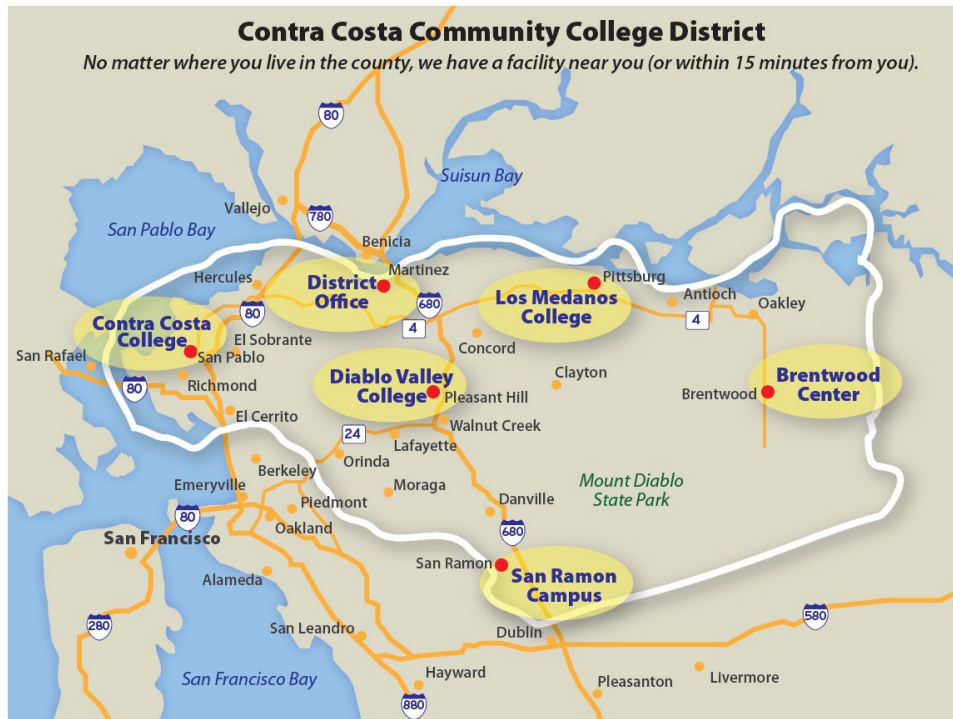 Contra Costa Community College District
No matter where you live in the county, we have a facility near you (or within 15 minutes from you).
80
Suisun Bay
Vallejo
780
San Pablo Bay
Benicia
Martinez
Hercules
District
Office
680
Pittsburg
Los Medanos
College
Antioch
Oakley
4
4
80
Contra Costa
College
El Sobrante
San Pablo
San Rafael
Concord
Richmond
80
Diablo Valley
College
Pleasant Hill
Clayton
Brentwood
Brentwood
Center
El Cerrito
Walnut Creek
24
Lafayette
Orinda
Berkeley
Emeryville
Moraga
Mount Diablo
State Park
Piedmont
Danville
80
Oakland
680
San Francisco
San Ramon
San Ramon
Campus
Alameda
280
San Leandro
Dublin
580
San Francisco Bay
Hayward
Livermore
Pleasanton
880